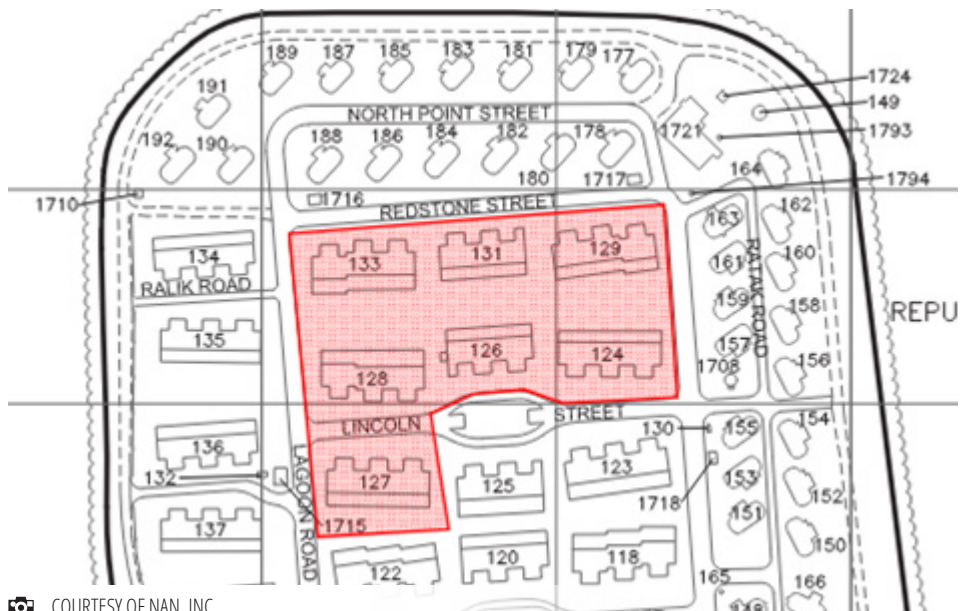 189 187 185 183 181 179 177
191
1724
149
NORTH POINT STREET
192 190 188 186 184 182 178 1721 1793
164
180 1717 1794
1710 1716
REDSTONE STREET 163 162
134 133 131 129
161 RATAK ROAD 160
RALIK ROAD
159 158 REPU
135 126 124 157
128 1708 156
LINCOLN STREET
130 155 154
136 LAGOON ROAD
132 127 125 123 153
1718 152
137 1715 151
150
122 120 118
165 166
148
COURTESY OF NAN, INC